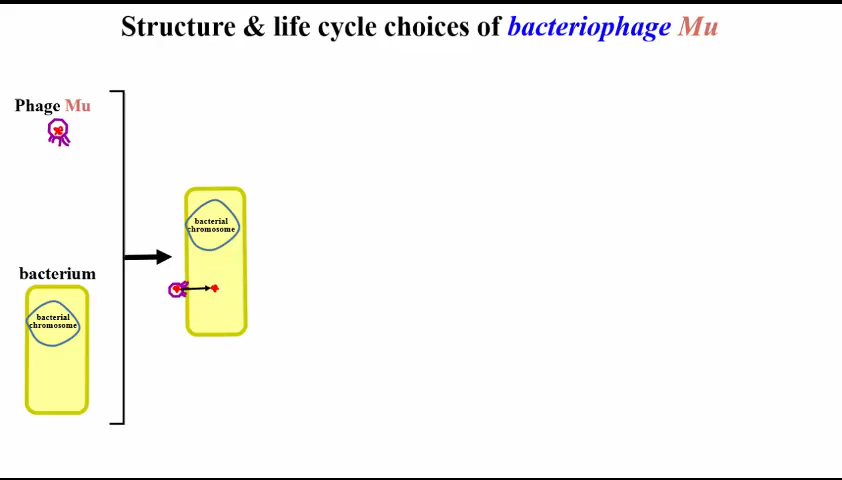 Structure & life cycle choices of bacteriophage Mu
Phage Mu
bacterial
chromosome
bacterium
bacterial
chromosome